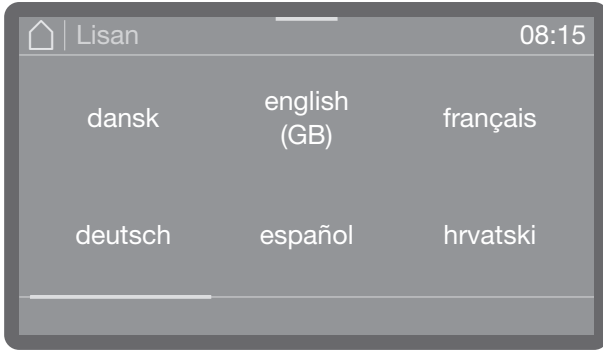 Lisan 08:15
dansk
english
(GB)
français
deutsch
español
hrvatski